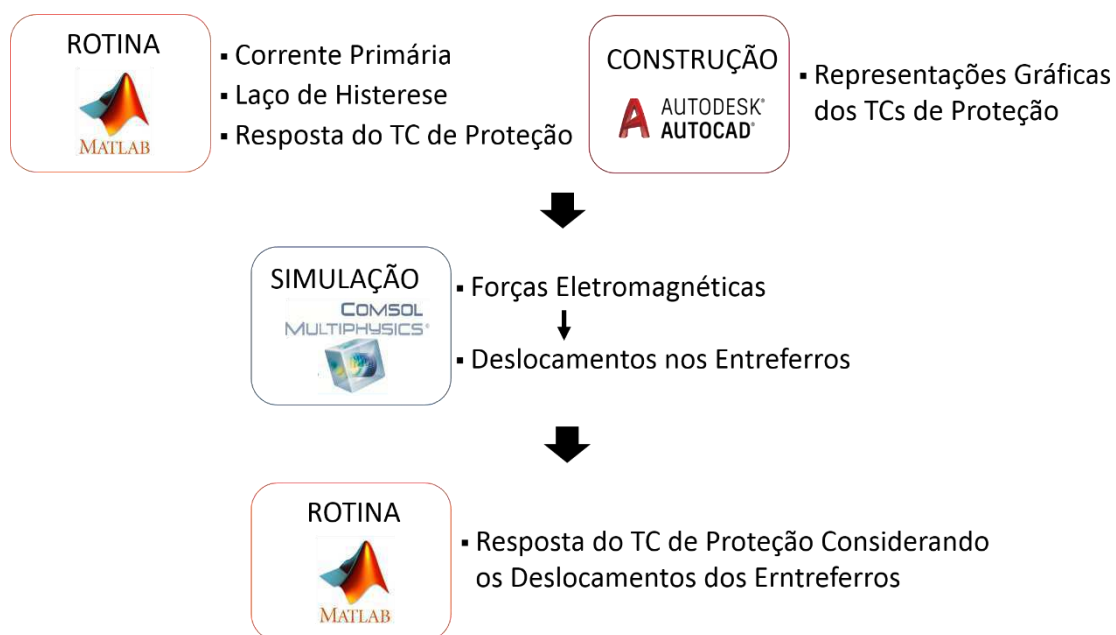 ROTINA
MATLAB
▪ Corrente Primária
▪ Laço de Histerese
▪ Resposta do TC de Proteção
CONSTRUÇÃO
AUTODESK®
AUTOCAD®
▪ Representações Gráficas
dos TCs de Proteção
SIMULAÇÃO
COMSOL
MULTIPHYSICS®
▪ Forças Eletromagnéticas
▪ Deslocamentos nos Entreferros
ROTINA
MATLAB
▪ Resposta do TC de Proteção Considerando
os Deslocamentos dos Erntreferros